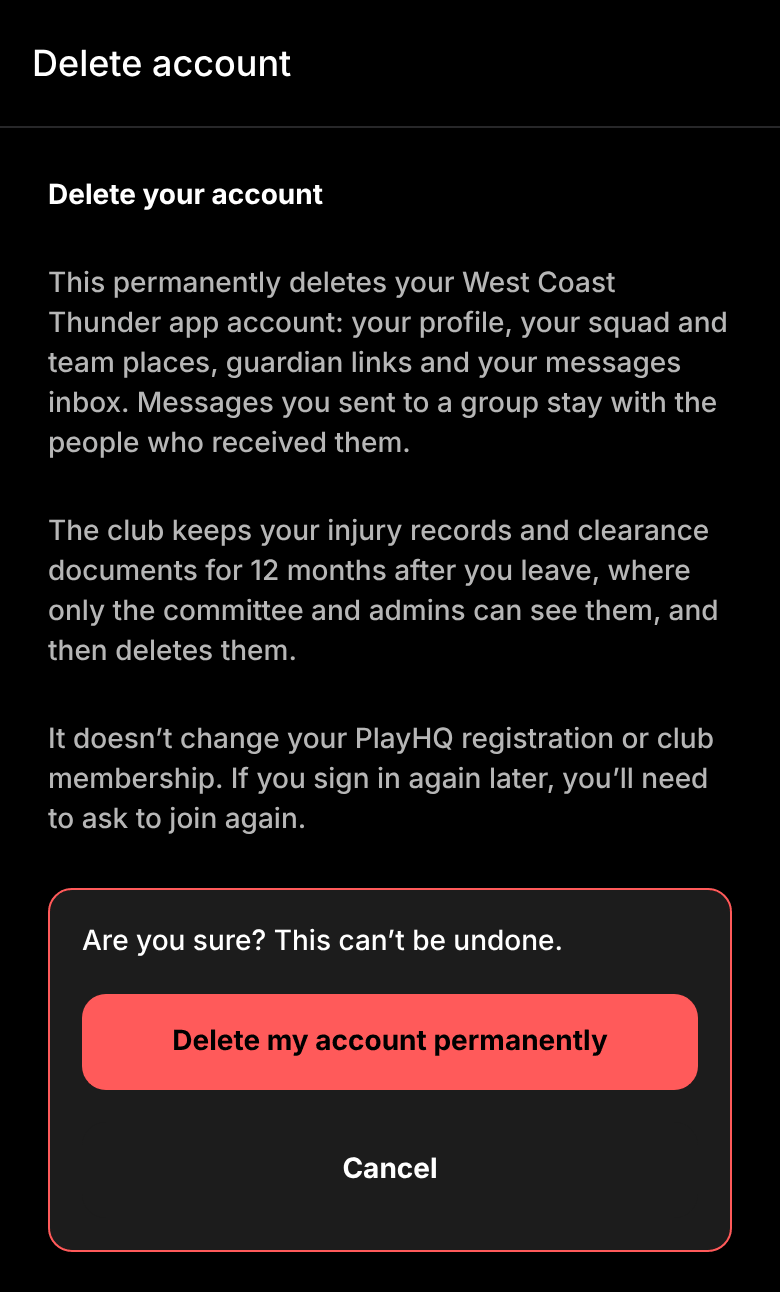 Delete account
Delete your account
This permanently deletes your West Coast
Thunder app account: your profile, your squad and
team places, guardian links and your messages
inbox. Messages you sent to a group stay with the
people who received them.
The club keeps your injury records and clearance
documents for 12 months after you leave, where
only the committee and admins can see them, and
then deletes them.
It doesn’t change your PlayHQ registration or club
membership. If you sign in again later, you’ll need
to ask to join again.
Are you sure? This can’t be undone.
Delete my account permanently
Cancel